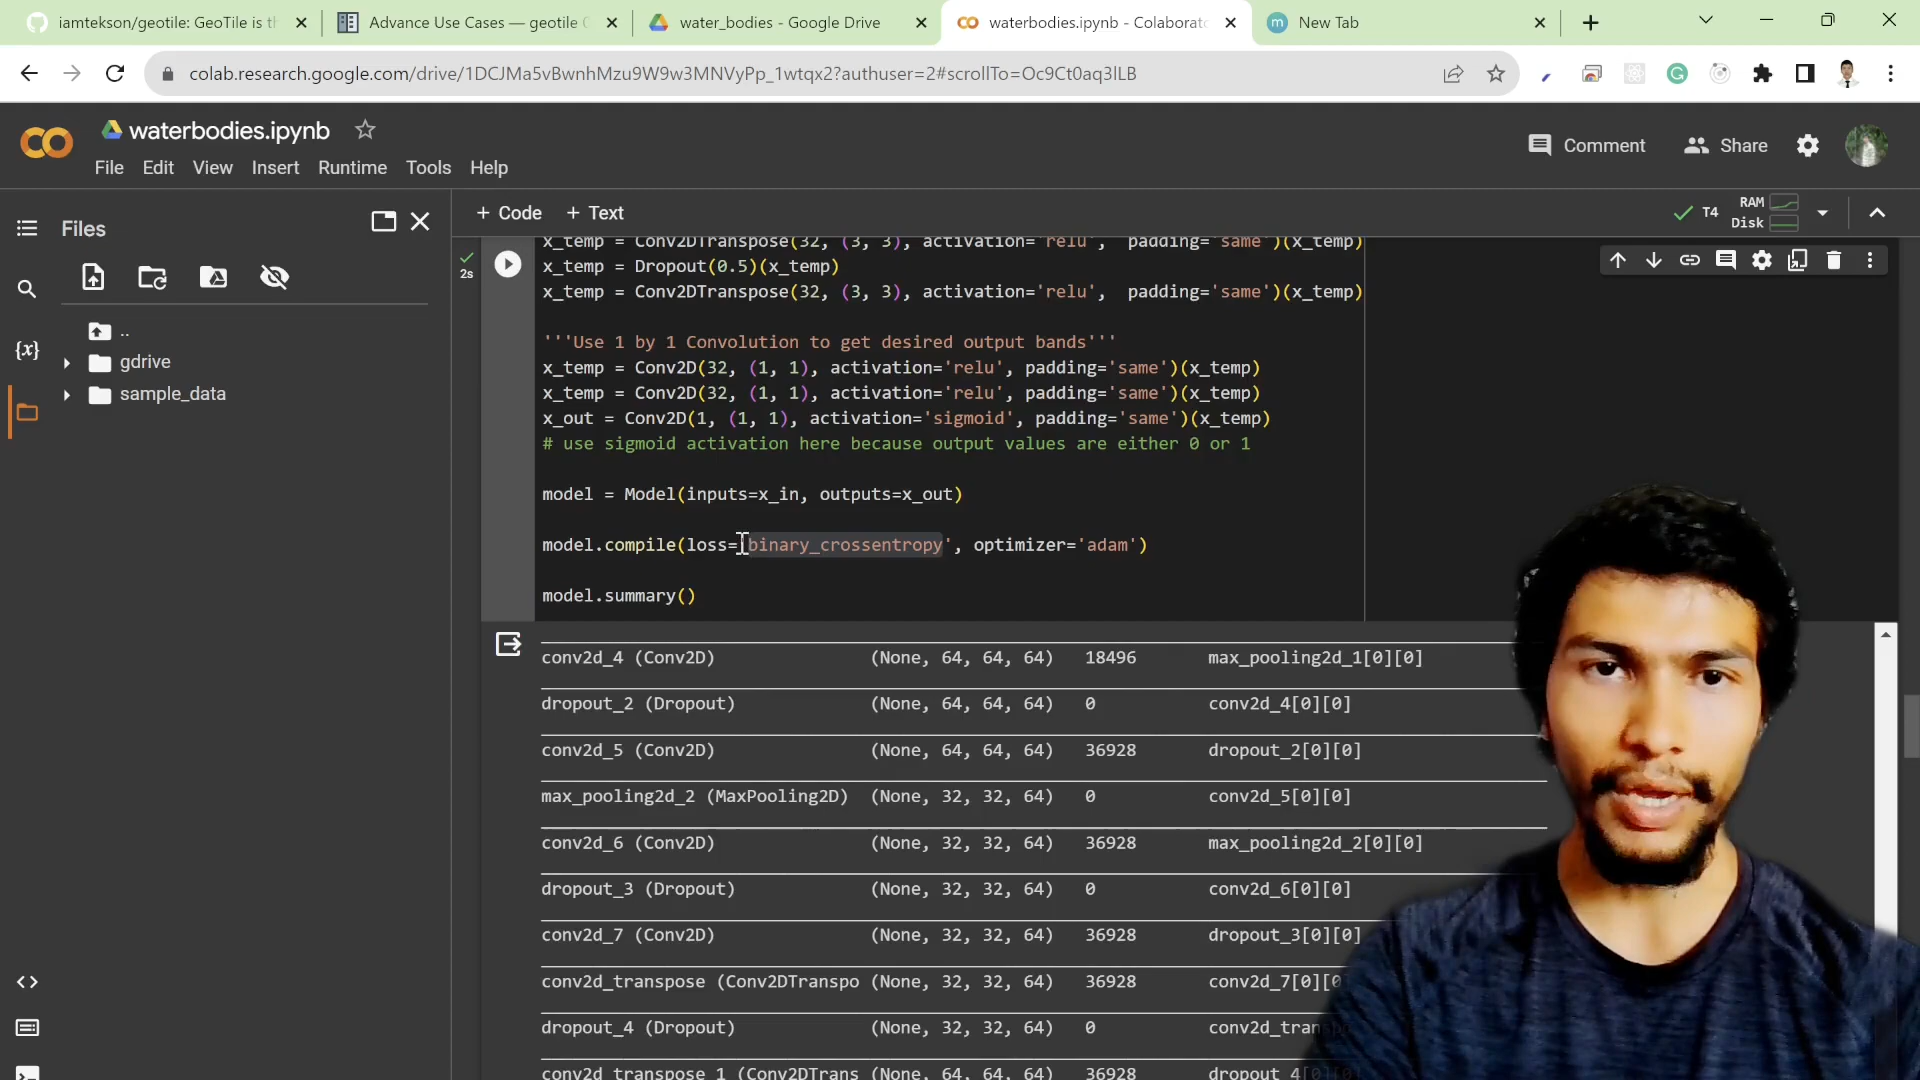 iamtekson/geotile: GeoTile is th
Advance Use Cases — geotile
water_bodies - Google Drive
waterbodies.ipynb - Colaborato
New Tab
colab.research.google.com/drive/1DCJMa5vBwnhMzu9W9w3MNVyPp_1wtqx2?authuser=2#scrollTo=Oc9Ct0aq3lLB
waterbodies.ipynb
File Edit View Insert Runtime Tools Help
Comment
Share
Files
+ Code + Text
T4
RAM
Disk
..
gdrive
sample_data
{x}
2s
x_temp = Conv2DTranspose(32, (3, 3), activation='relu', padding='same')(x_temp)
x_temp = Dropout(0.5)(x_temp)
x_temp = Conv2DTranspose(32, (3, 3), activation='relu', padding='same')(x_temp)
'''Use 1 by 1 Convolution to get desired output bands'''
x_temp = Conv2D(32, (1, 1), activation='relu', padding='same')(x_temp)
x_temp = Conv2D(32, (1, 1), activation='relu', padding='same')(x_temp)
x_out = Conv2D(1, (1, 1), activation='sigmoid', padding='same')(x_temp)
# use sigmoid activation here because output values are either 0 or 1
model = Model(inputs=x_in, outputs=x_out)
model.compile(loss='binary_crossentropy', optimizer='adam')
model.summary()
conv2d_4 (Conv2D) (None, 64, 64, 64) 18496 max_pooling2d_1[0][0]
dropout_2 (Dropout) (None, 64, 64, 64) 0 conv2d_4[0][0]
conv2d_5 (Conv2D) (None, 64, 64, 64) 36928 dropout_2[0][0]
max_pooling2d_2 (MaxPooling2D) (None, 32, 32, 64) 0 conv2d_5[0][0]
conv2d_6 (Conv2D) (None, 32, 32, 64) 36928 max_pooling2d_2[0][0]
dropout_3 (Dropout) (None, 32, 32, 64) 0 conv2d_6[0][0]
conv2d_7 (Conv2D) (None, 32, 32, 64) 36928 dropout_3[0][0]
conv2d_transpose (Conv2DTranspo (None, 32, 32, 64) 36928 conv2d_7[0][0]
dropout_4 (Dropout) (None, 32, 32, 64) 0 conv2d_tran
conv2d_transpose_1 (Conv2DTrans (None, 64, 64, 64) 36928 dropout_4[0][0]